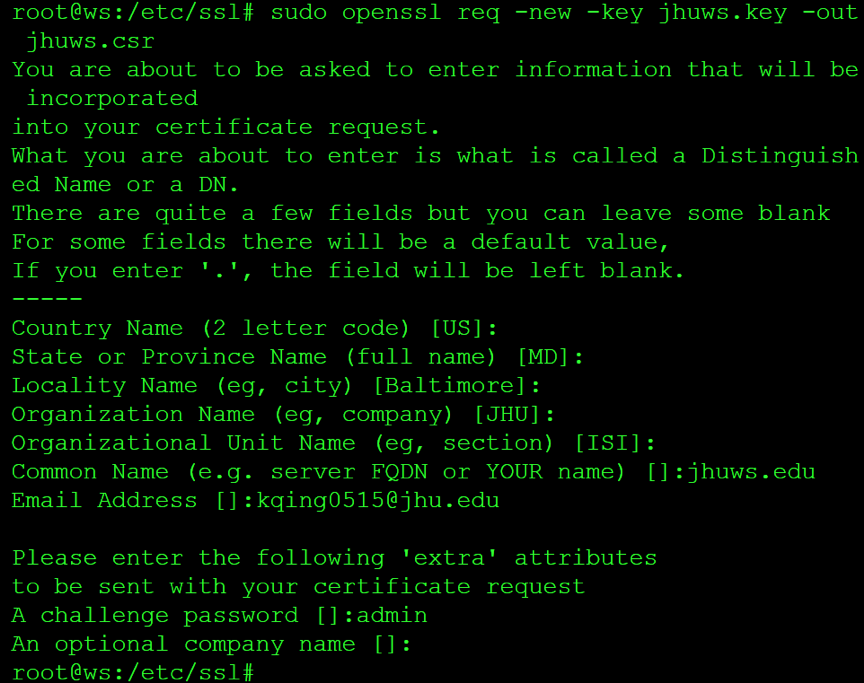 root@ws:/etc/ssl# sudo openssl req -new -key jhuws.key -out
 jhuws.csr
You are about to be asked to enter information that will be
 incorporated
into your certificate request.
What you are about to enter is what is called a Distinguish
ed Name or a DN.
There are quite a few fields but you can leave some blank
For some fields there will be a default value,
If you enter '.', the field will be left blank.
-----
Country Name (2 letter code) [US]:
State or Province Name (full name) [MD]:
Locality Name (eg, city) [Baltimore]:
Organization Name (eg, company) [JHU]:
Organizational Unit Name (eg, section) [ISI]:
Common Name (e.g. server FQDN or YOUR name) []:jhuws.edu
Email Address []:kqing0515@jhu.edu

Please enter the following 'extra' attributes
to be sent with your certificate request
A challenge password []:admin
An optional company name []:
root@ws:/etc/ssl#